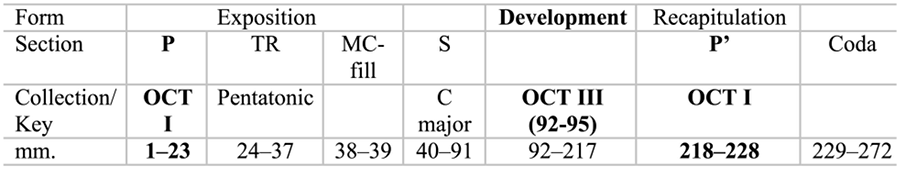 Form Exposition Development Recapitulation
Section P TR MC- S P’ Coda
fill
Collection/ OCT Pentatonic C OCT III OCT I
Key I major (92-95)
mm. 1–23 24–37 38–39 40–91 92–217 218–228 229–272